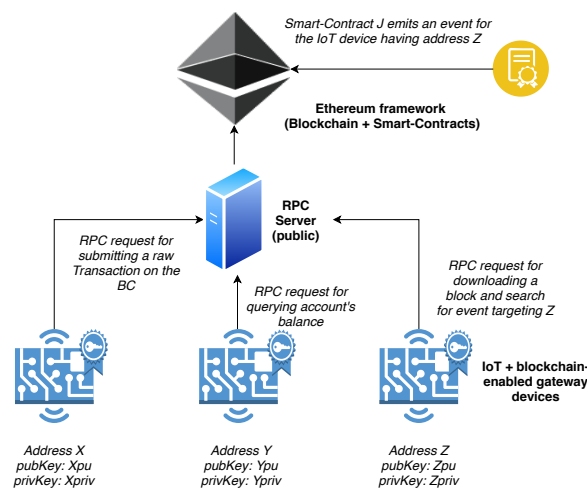 Smart-Contract J emits an event for
the IoT device having address Z
Ethereum framework
(Blockchain + Smart-Contracts)
RPC
Server
(public)
RPC request for
submitting a raw
Transaction on the
BC
RPC request for
querying account's
balance
RPC request for
downloading a
block and search
for event targeting Z
IoT + blockchain-
enabled gateway
devices
Address X
pubKey: Xpu
privKey: Xpriv
Address Y
pubKey: Ypu
privKey: Ypriv
Address Z
pubKey: Zpu
privKey: Zpriv